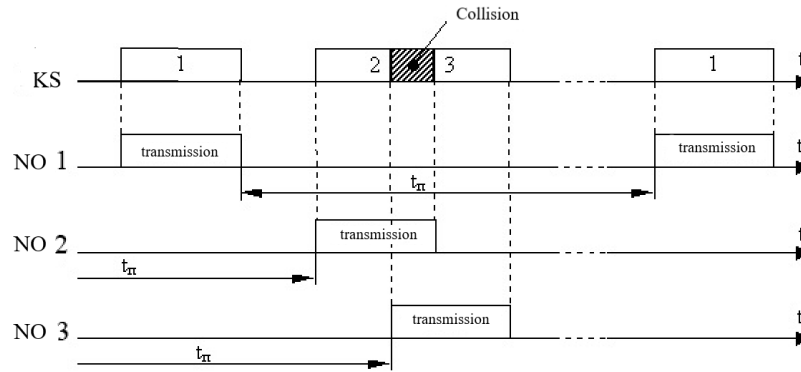 Collision
1 2 3 1 t
KS
NO 1 transmission transmission t
tπ
NO 2 transmission t
tπ
NO 3 transmission t
tπ